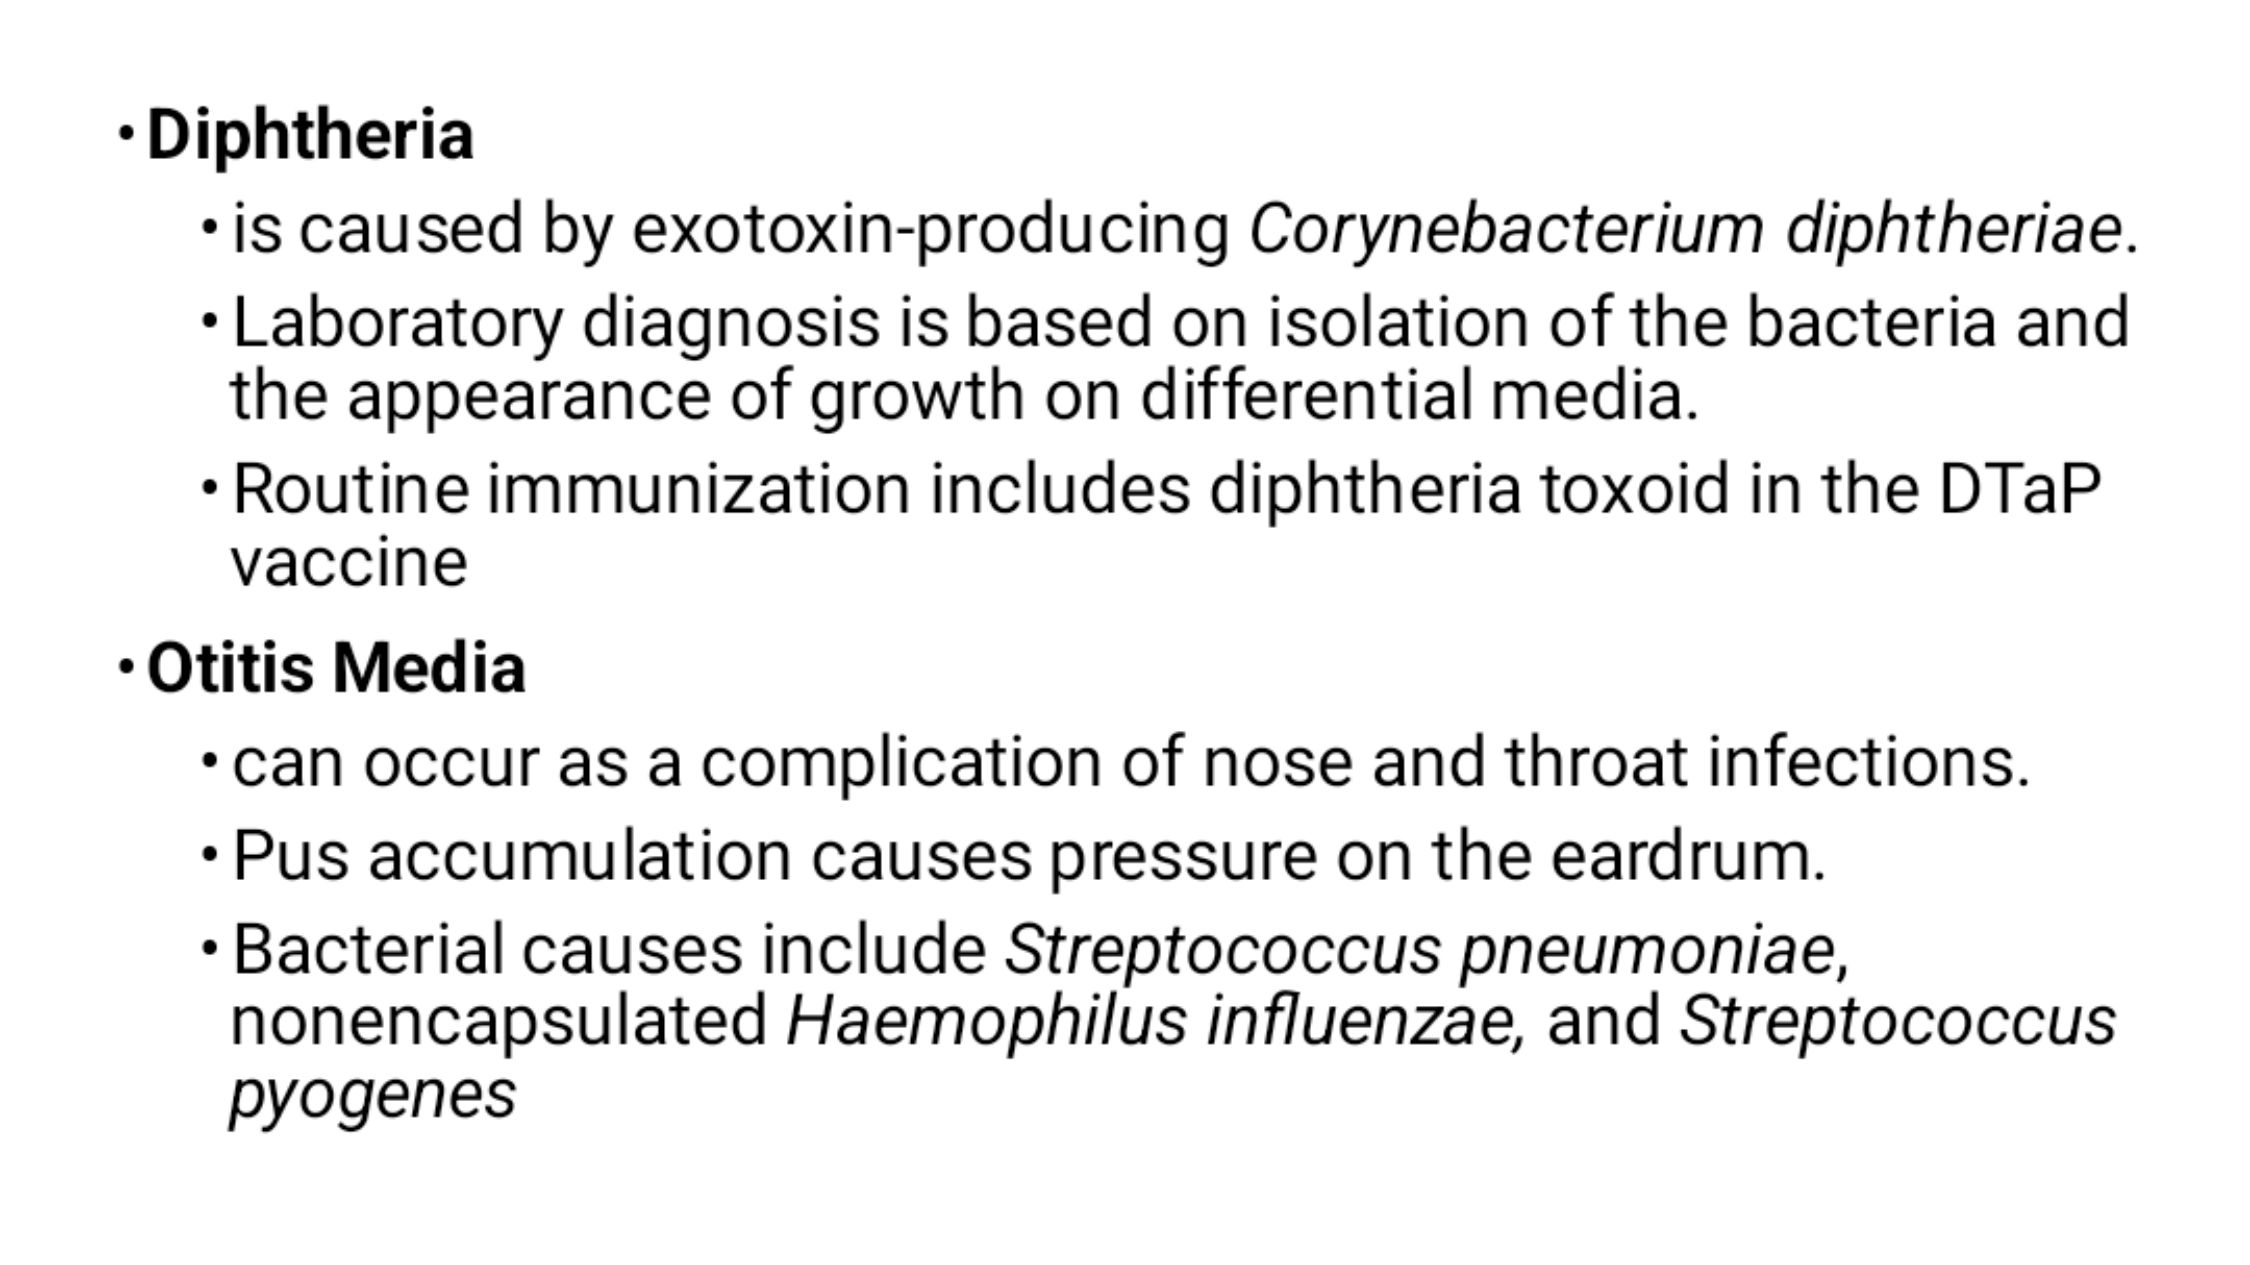 • Diphtheria
• is caused by exotoxin-producing Corynebacterium diphtheriae.
• Laboratory diagnosis is based on isolation of the bacteria and
the appearance of growth on differential media.
• Routine immunization includes diphtheria toxoid in the DTaP
vaccine
• Otitis Media
• can occur as a complication of nose and throat infections.
• Pus accumulation causes pressure on the eardrum.
• Bacterial causes include Streptococcus pneumoniae,
nonencapsulated Haemophilus influenzae, and Streptococcus
pyogenes